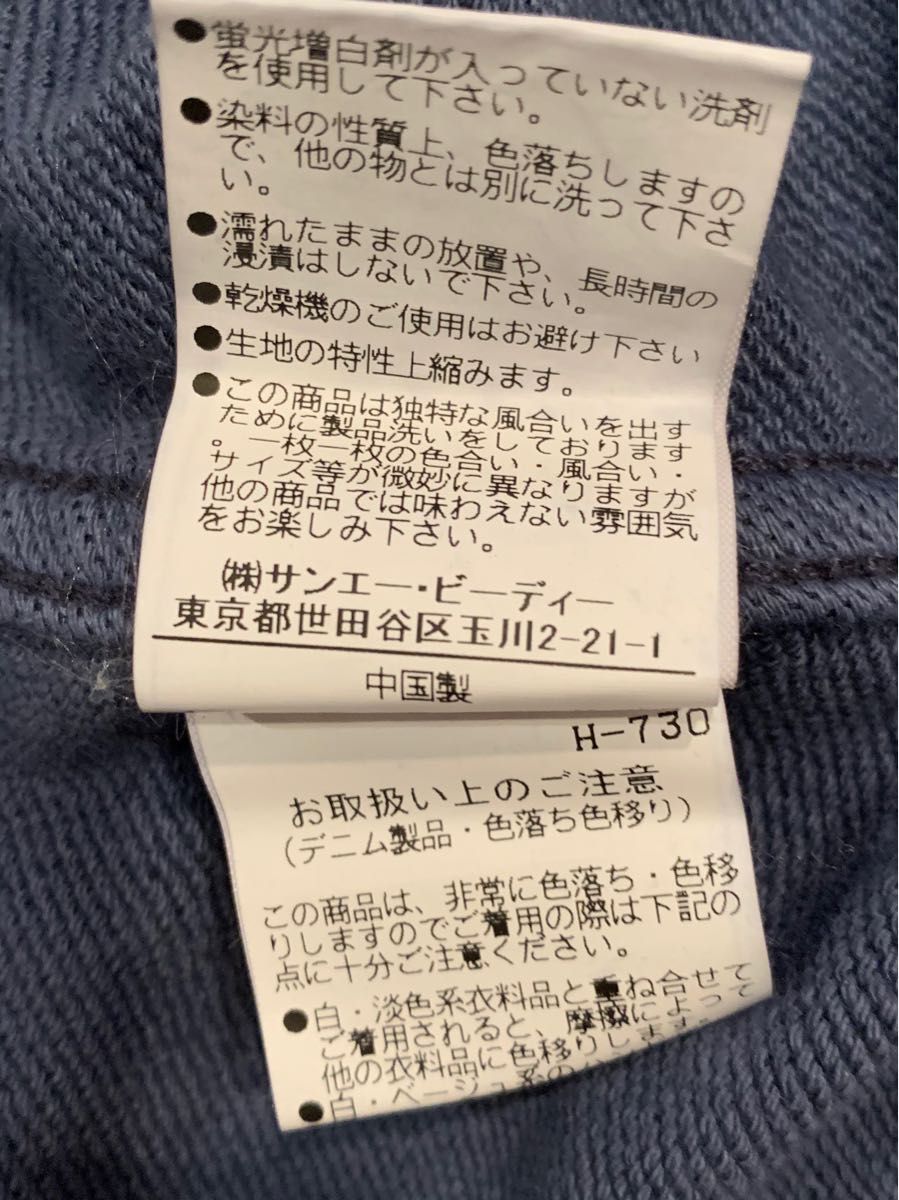 ●蛍光増白剤が入っていない洗剤
を使用して下さい。
●染料の性質上、色落ちしますの
で、他の物とは別に洗って下さ
い。
●濡れたままの放置や、長時間の
浸漬はしないで下さい。
●乾燥機のご使用はお避け下さい
●生地の特性上縮みます。
●この商品は独特な風合いを出す
ために製品洗いをしております
。一枚一枚の色合い・風合い・
サイズ等が微妙に異なりますが
他の商品では味わえない雰囲気
をお楽しみ下さい。
㈱サンエー・ビーディー
東京都世田谷区玉川2-21-1
中国製
H-730
お取扱い上のご注意
(デニム製品・色落ち色移り)
この商品は、非常に色落ち・色移
りしますのでご着用の際は下記の
点に十分ご注意ください。
●白・淡色系衣料品と重ね合せて
ご着用されると、摩擦によって
他の衣料品に色移りします
●白・ベージュ系の